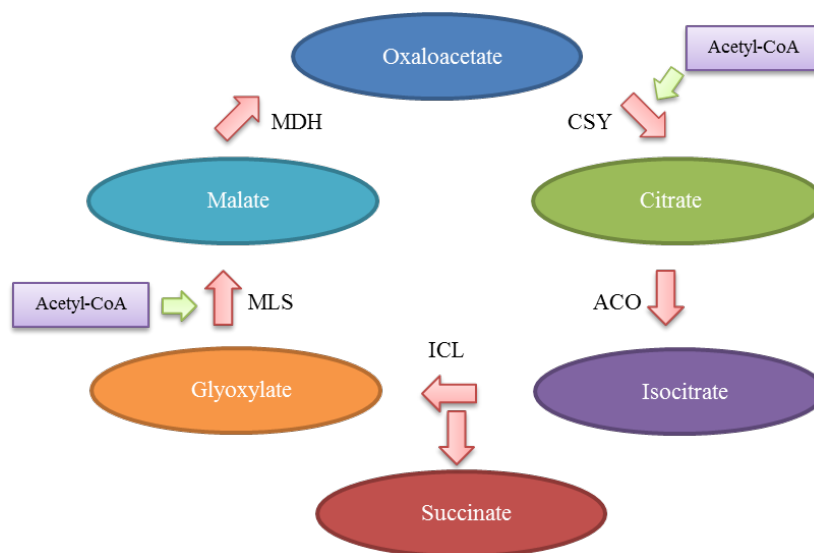 Oxaloacetate
Acetyl-CoA
MDH
CSY
Malate
Citrate
Acetyl-CoA
MLS
ACO
ICL
Glyoxylate
Isocitrate
Succinate